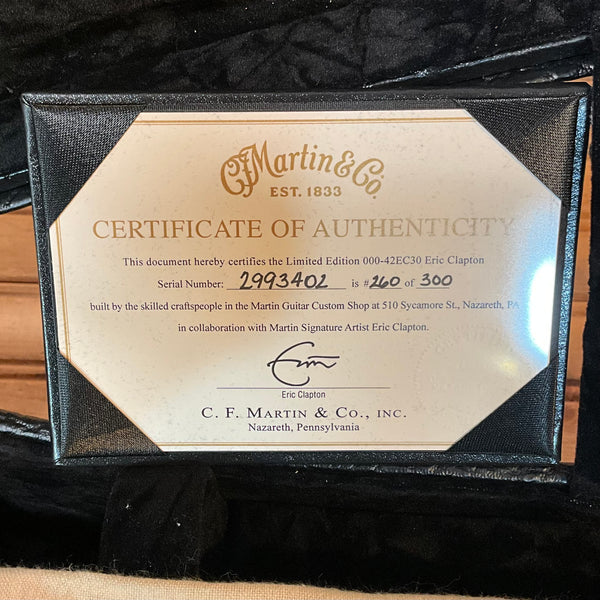 CF Martin & Co.
EST. 1833
CERTIFICATE OF AUTHENTICITY
This document hereby certifies the Limited Edition 000-42EC30 Eric Clapton
Serial Number: 2993402 is #260 of 300
built by the skilled craftspeople in the Martin Guitar Custom Shop at 510 Sycamore St., Nazareth, PA
in collaboration with Martin Signature Artist Eric Clapton.
Eric Clapton
C. F. MARTIN & CO., INC.
Nazareth, Pennsylvania